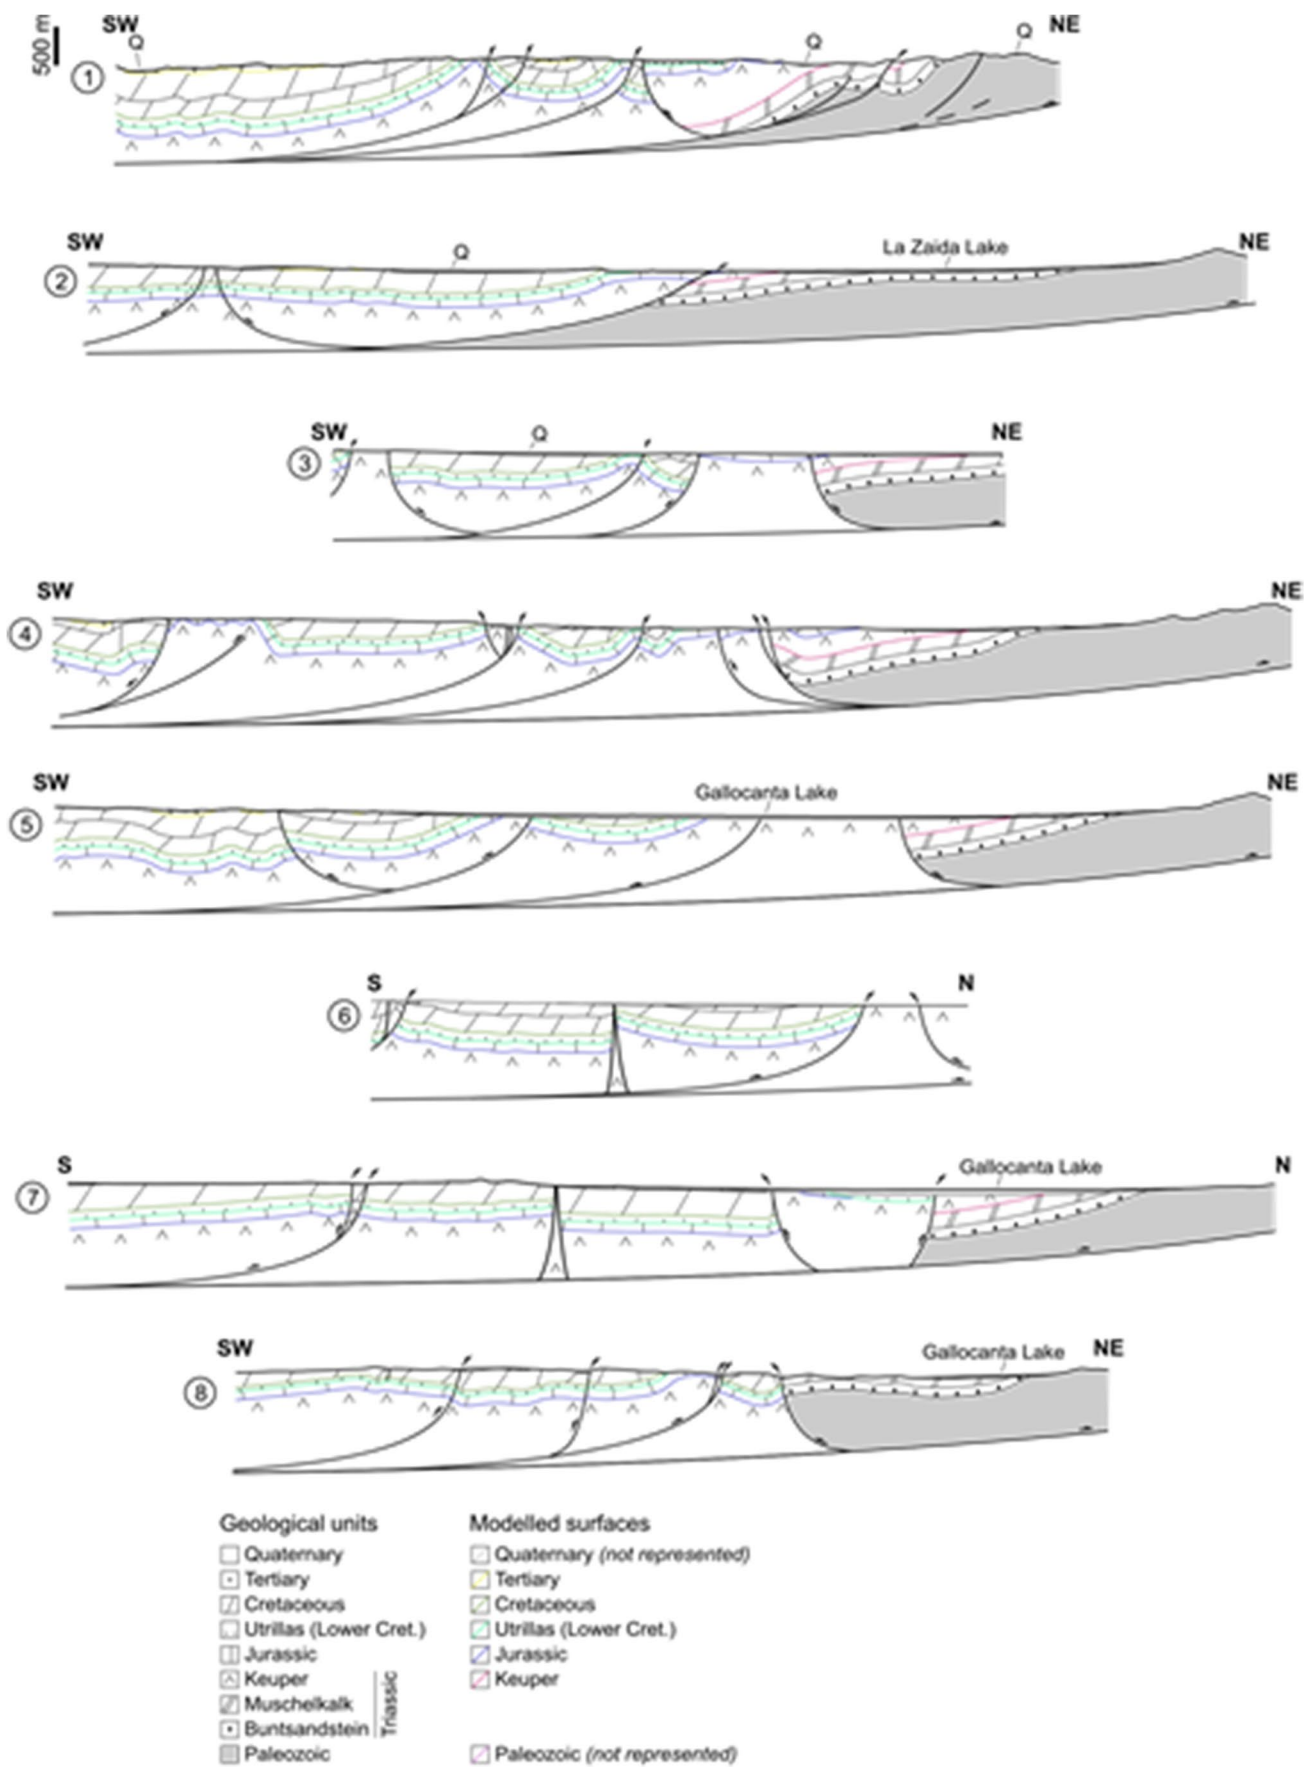 SW
NE
500 m
Q
Q
Q
1
SW
NE
Q
La Zaida Lake
2
SW
NE
Q
3
SW
NE
4
SW
NE
Gallocanta Lake
5
S
N
6
S
N
Gallocanta Lake
7
SW
NE
Gallocanta Lake
8
Geological units
Quaternary
Tertiary
Cretaceous
Utrillas (Lower Cret.)
Jurassic
Keuper
Muschelkalk
Buntsandstein
Triassic
Paleozoic
Modelled surfaces
Quaternary (not represented)
Tertiary
Cretaceous
Utrillas (Lower Cret.)
Jurassic
Keuper
Paleozoic (not represented)